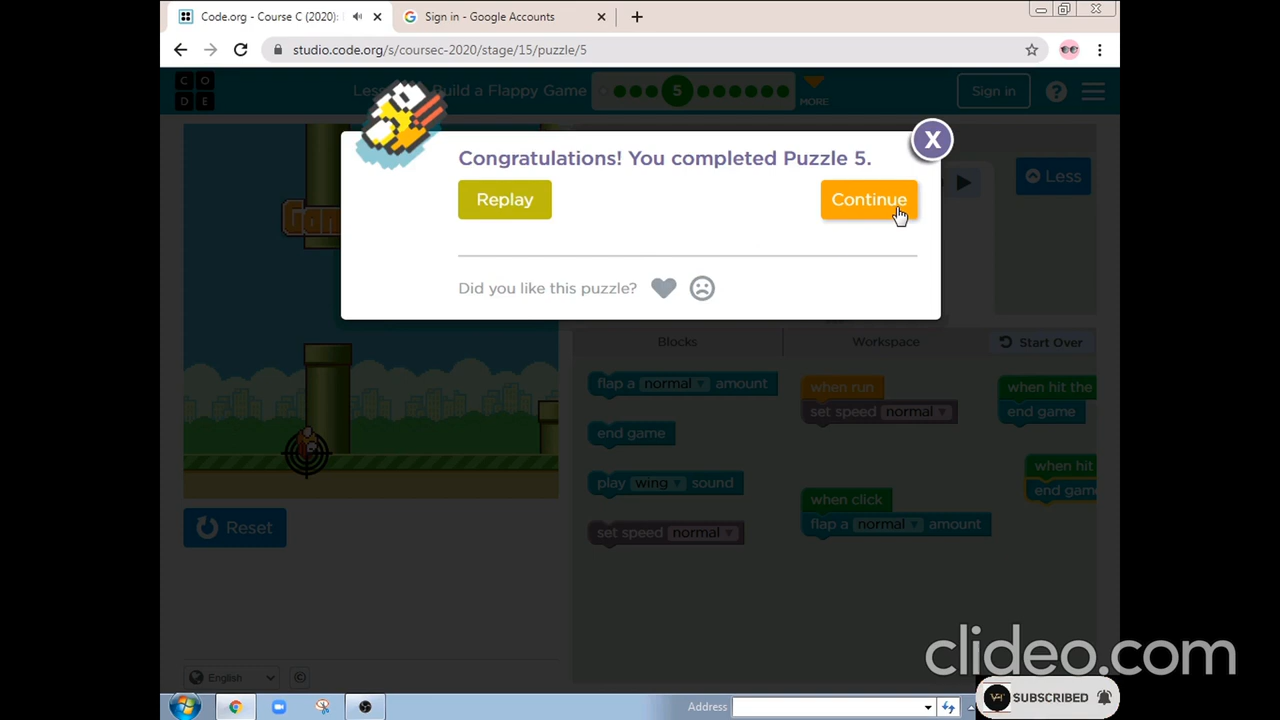 Code.org - Course C (2020):
Sign in - Google Accounts
studio.code.org/s/coursec-2020/stage/15/puzzle/5
C O
D E
Build a Flappy Game
5
MORE
Sign in
?
Congratulations! You completed Puzzle 5.
X
Replay
Continue
Less
Did you like this puzzle?
Blocks
Workspace
Start Over
flap a normal amount
end game
play wing sound
set speed normal
when run
set speed normal
when hit the
end game
when hit
end gam
when click
flap a normal amount
Reset
English
©
clideo.com
SUBSCRIBED
Address